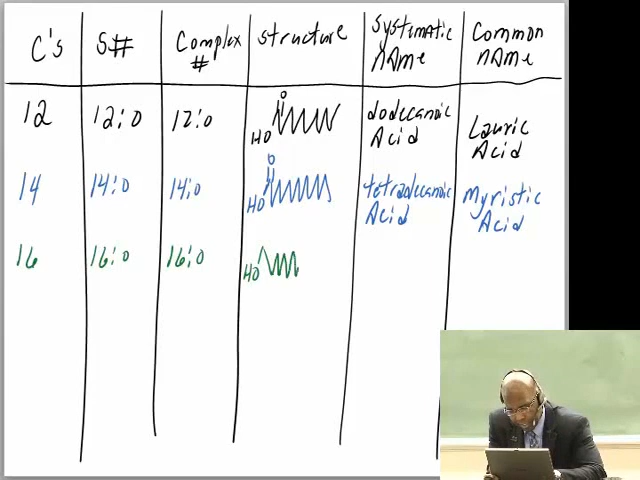 C's S# Complex # structure Systematic NAMe Common NAMe
12 12:0 12:0 O HO dodecanoic Acid Lauric Acid
14 14:0 14:0 O HO tetradecanoic Acid Myristic Acid
16 16:0 16:0 HO